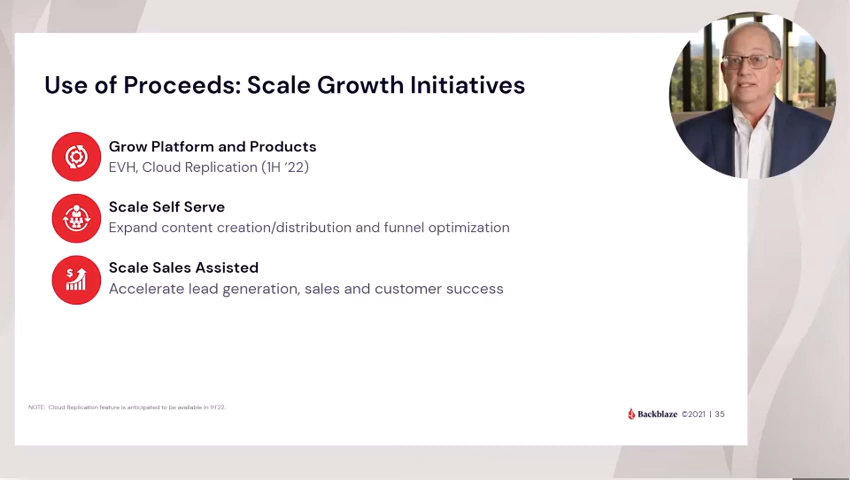 Use of Proceeds: Scale Growth Initiatives
Grow Platform and Products
EVH, Cloud Replication (1H ‘22)
Scale Self Serve
Expand content creation/distribution and funnel optimization
$
Scale Sales Assisted
Accelerate lead generation, sales and customer success
NOTE: Cloud Replication feature is anticipated to be available in 1H'22.
Backblaze ©2021 | 35